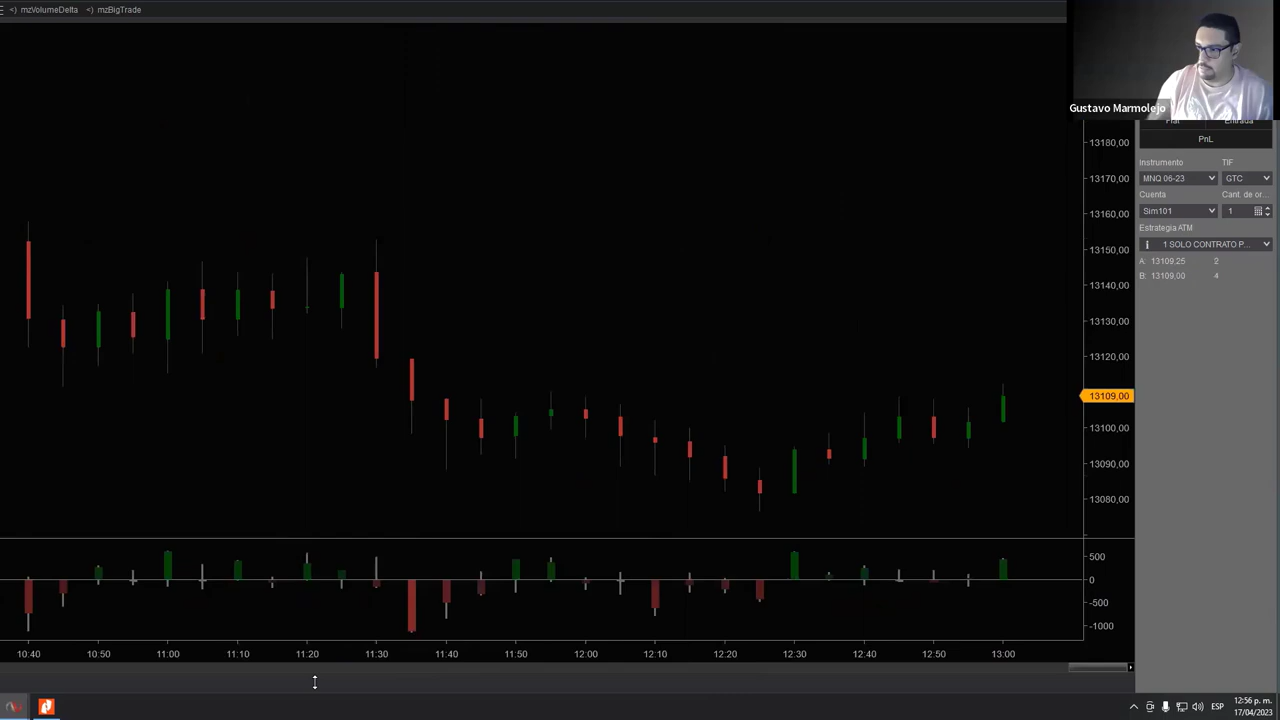 mzVolumeDelta
mzBigTrade
Gustavo Marmolejo
Flat
Entrada
PnL
Instrumento
TIF
MNQ 06-23
GTC
Cuenta
Cant. de or...
Sim101
1
Estrategia ATM
1 SOLO CONTRATO P...
A: 13109.25 2
B: 13109,00 4
13180,00
13170,00
13160,00
13150,00
13140,00
13130,00
13120,00
13109,00
13100,00
13090,00
13080,00
500
0
-500
-1000
10:40
10:50
11:00
11:10
11:20
11:30
11:40
11:50
12:00
12:10
12:20
12:30
12:40
12:50
13:00
ESP
12:56 p. m.
17/04/2023